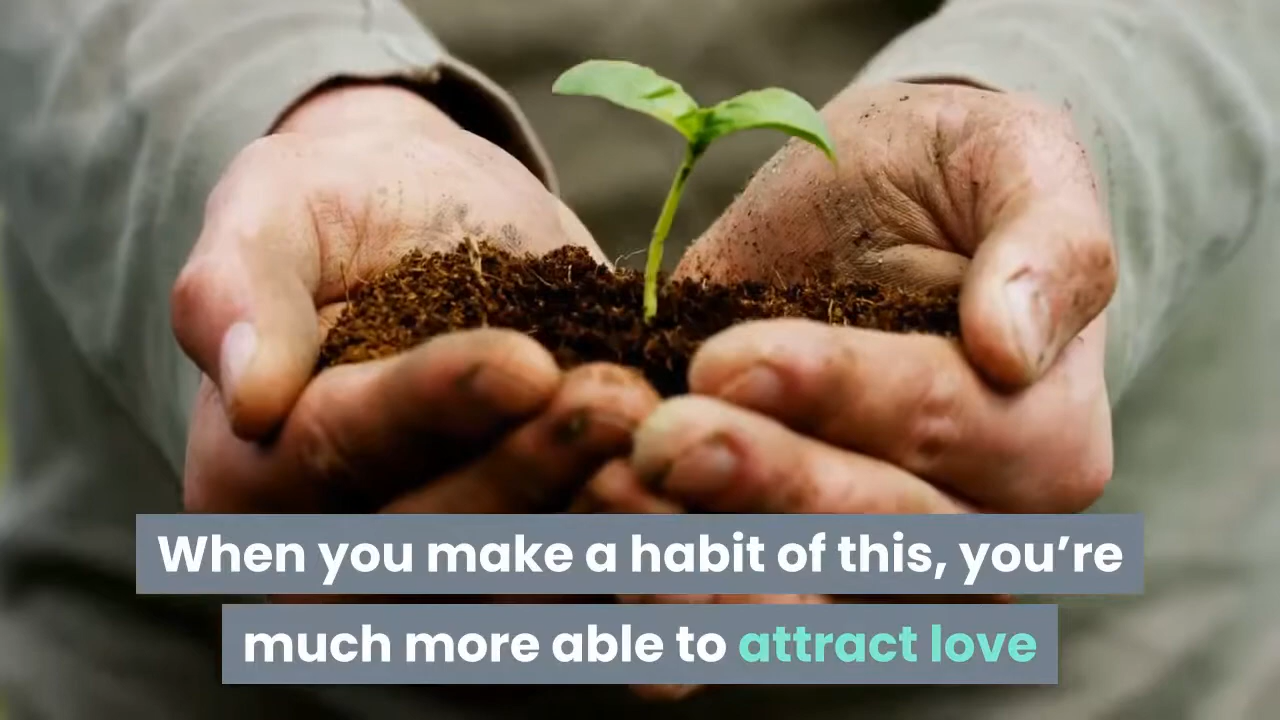 When you make a habit of this, you’re
much more able to attract love